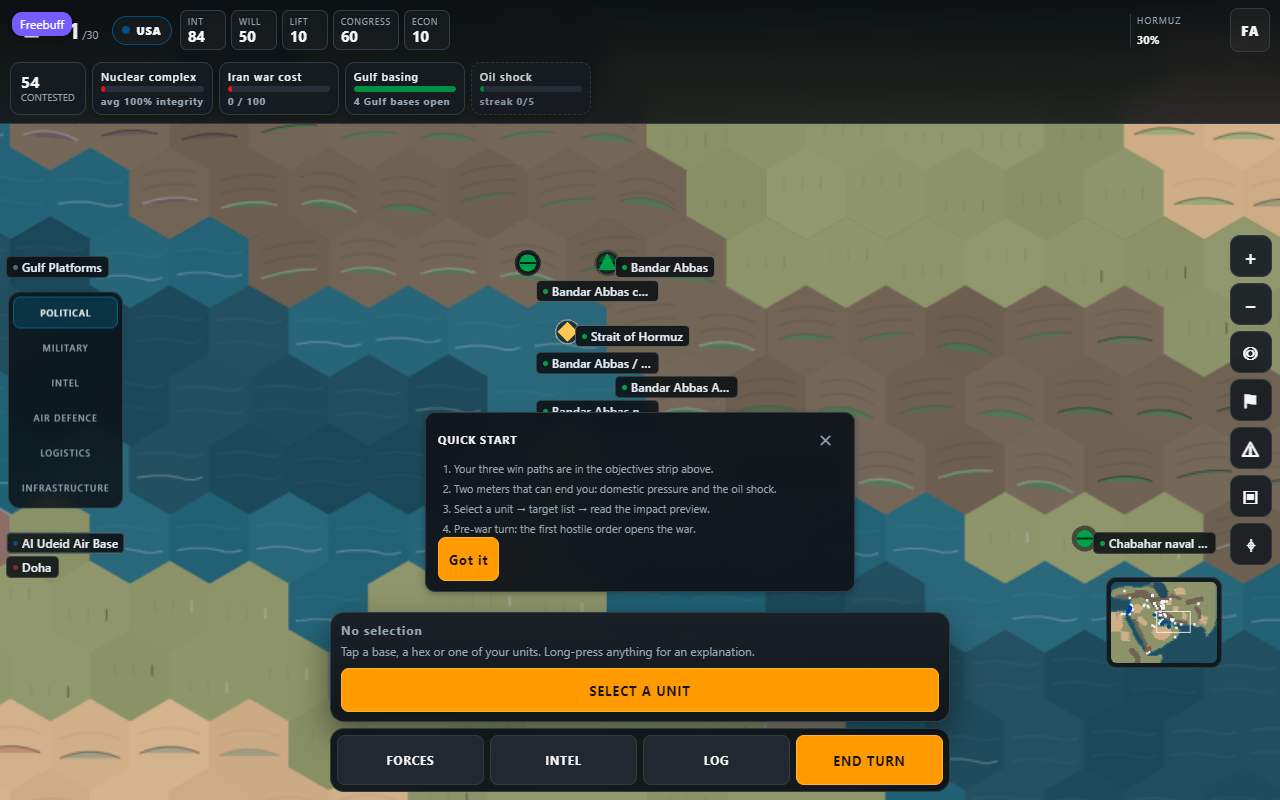 Freebuff
1/30
USA
INT
84
WILL
50
LIFT
10
CONGRESS
60
ECON
10
HORMUZ
30%
FA
54
CONTESTED
Nuclear complex
avg 100% integrity
Iran war cost
0 / 100
Gulf basing
4 Gulf bases open
Oil shock
streak 0/5
Gulf Platforms
Bandar Abbas
Bandar Abbas c...
Strait of Hormuz
Bandar Abbas / ...
Bandar Abbas A...
Bandar Abbas n...
POLITICAL
MILITARY
INTEL
AIR DEFENCE
LOGISTICS
INFRASTRUCTURE
Al Udeid Air Base
Doha
Chabahar naval ...
+
−
QUICK START
1. Your three win paths are in the objectives strip above.
2. Two meters that can end you: domestic pressure and the oil shock.
3. Select a unit → target list → read the impact preview.
4. Pre-war turn: the first hostile order opens the war.
Got it
No selection
Tap a base, a hex or one of your units. Long-press anything for an explanation.
SELECT A UNIT
FORCES
INTEL
LOG
END TURN